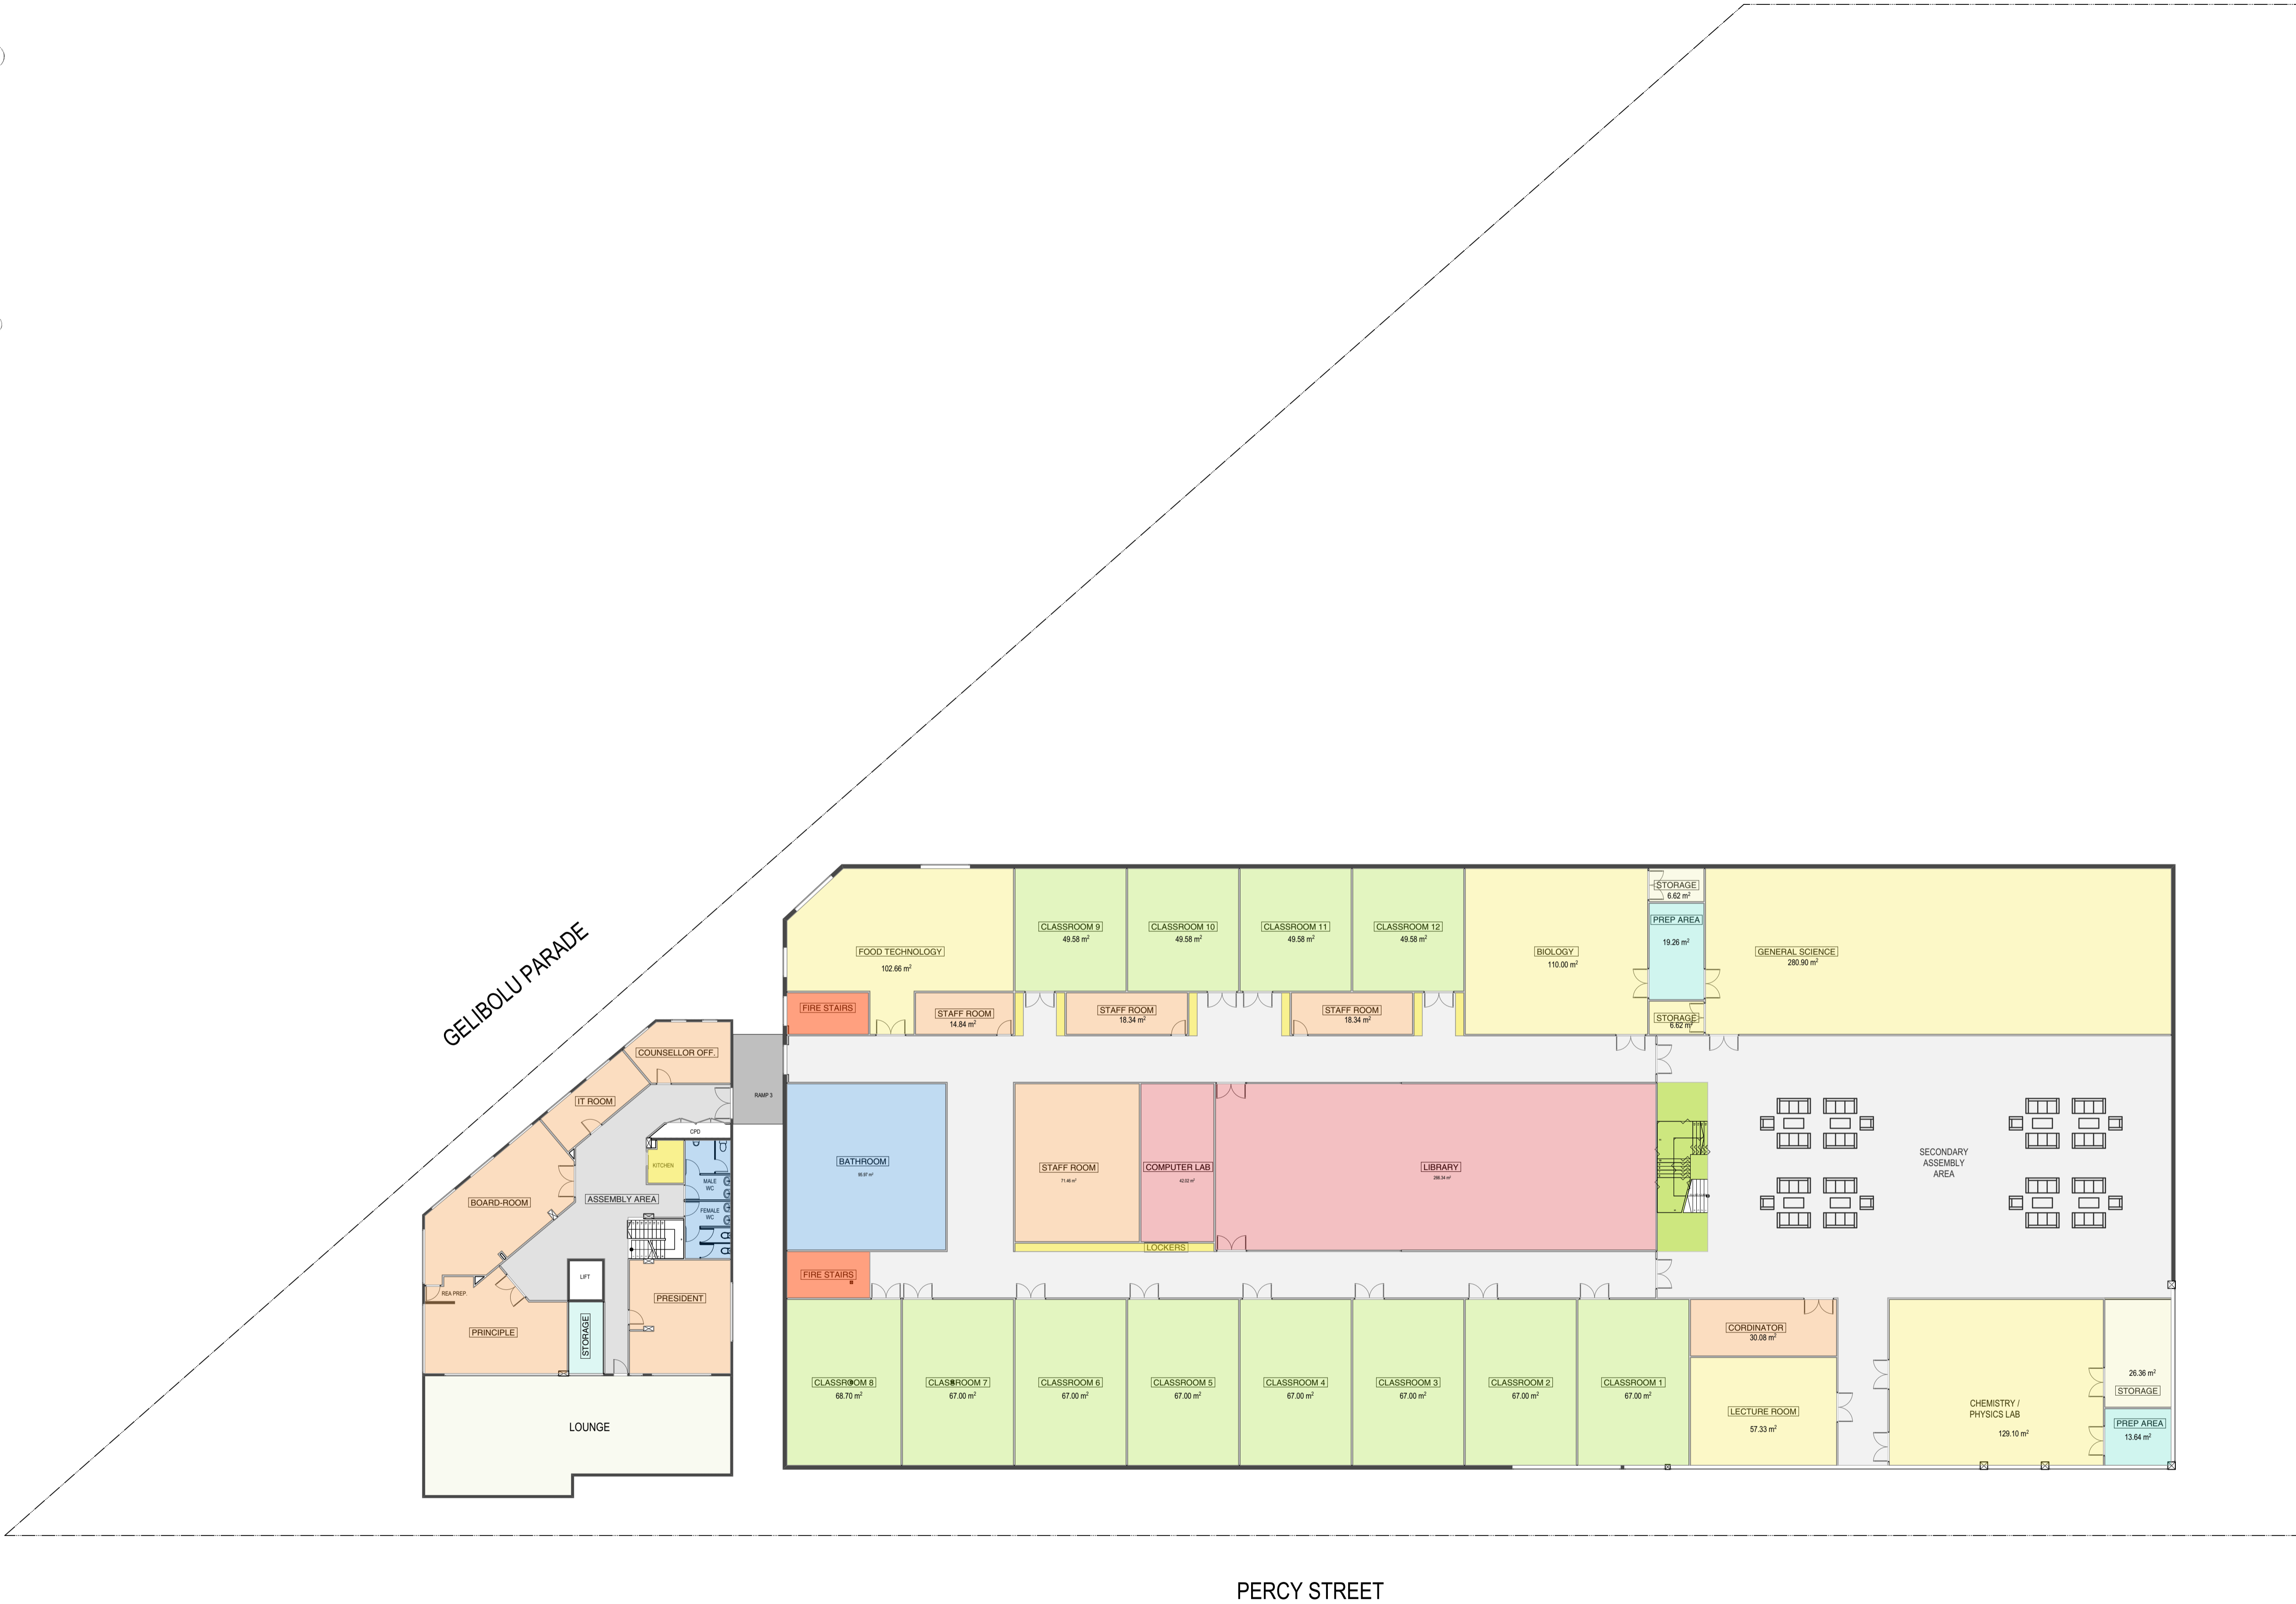 GELIBOLU PARADE
COUNSELLOR OFF.
IT ROOM
BOARD-ROOM
REA PREP.
PRINCIPLE
ASSEMBLY AREA
CPD
KITCHEN
MALE
WC
FEMALE
WC
LIFT
STORAGE
PRESIDENT
LOUNGE
RAMP 3
FOOD TECHNOLOGY
102.66 m²
CLASSROOM 9
49.58 m²
CLASSROOM 10
49.58 m²
CLASSROOM 11
49.58 m²
CLASSROOM 12
49.58 m²
BIOLOGY
110.00 m²
STORAGE
6.62 m²
PREP AREA
19.26 m²
STORAGE
6.62 m²
GENERAL SCIENCE
280.90 m²
FIRE STAIRS
STAFF ROOM
14.84 m²
STAFF ROOM
18.34 m²
STAFF ROOM
18.34 m²
BATHROOM
STAFF ROOM
71.46 m²
COMPUTER LAB
42.02 m²
LIBRARY
LOCKERS
SECONDARY
ASSEMBLY
AREA
FIRE STAIRS
CLASSROOM 8
68.70 m²
CLASSROOM 7
67.00 m²
CLASSROOM 6
67.00 m²
CLASSROOM 5
67.00 m²
CLASSROOM 4
67.00 m²
CLASSROOM 3
67.00 m²
CLASSROOM 2
67.00 m²
CLASSROOM 1
67.00 m²
CORDINATOR
30.08 m²
LECTURE ROOM
57.33 m²
CHEMISTRY /
PHYSICS LAB
129.10 m²
26.36 m²
STORAGE
PREP AREA
13.64 m²
PERCY STREET